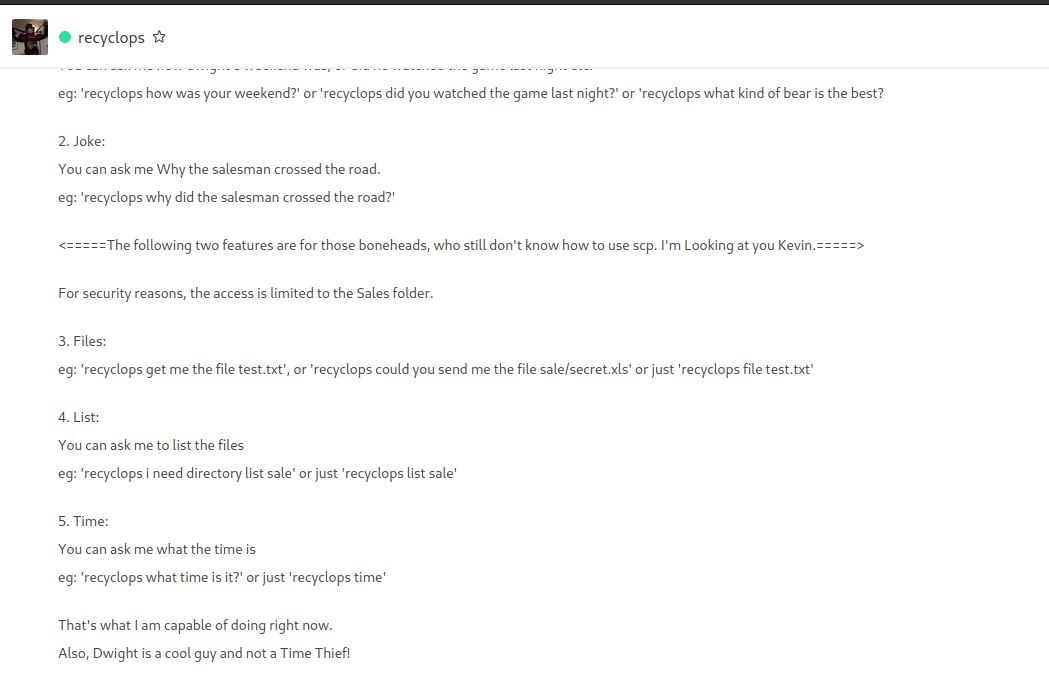 recyclops ☆
eg: 'recyclops how was your weekend?' or 'recyclops did you watched the game last night?' or 'recyclops what kind of bear is the best?
2. Joke:
You can ask me Why the salesman crossed the road.
eg: 'recyclops why did the salesman crossed the road?'
<=====The following two features are for those boneheads, who still don't know how to use scp. I'm Looking at you Kevin.=====>
For security reasons, the access is limited to the Sales folder.
3. Files:
eg: 'recyclops get me the file test.txt', or 'recyclops could you send me the file sale/secret.xls' or just 'recyclops file test.txt'
4. List:
You can ask me to list the files
eg: 'recyclops i need directory list sale' or just 'recyclops list sale'
5. Time:
You can ask me what the time is
eg: 'recyclops what time is it?' or just 'recyclops time'
That's what I am capable of doing right now.
Also, Dwight is a cool guy and not a Time Thief!